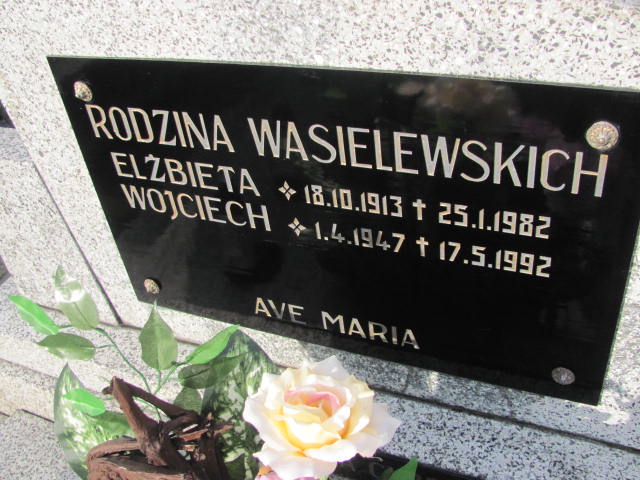 RODZINA WASIELEWSKICH
ELŻBIETA ❖ 18.10.1913 ✝ 25.1.1982
WOJCIECH ❖ 1.4.1947 ✝ 17.5.1992
AVE MARIA